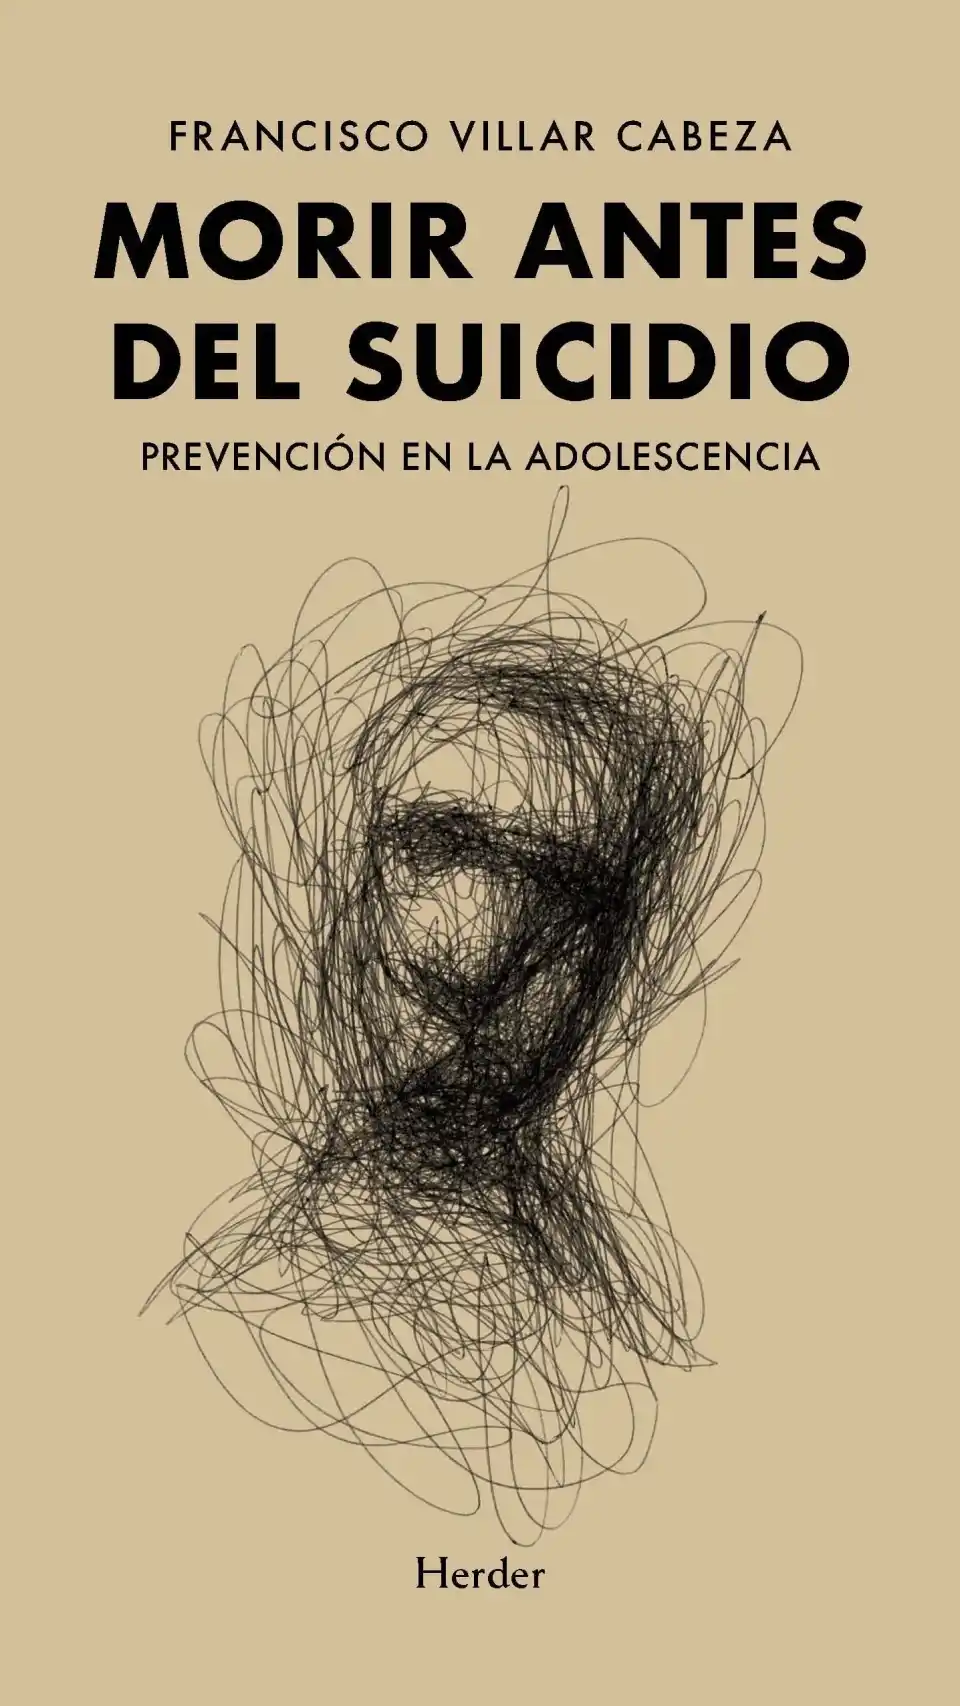 FRANCISCO VILLAR CABEZA
MORIR ANTES
DEL SUICIDIO
PREVENCIÓN EN LA ADOLESCENCIA
Herder